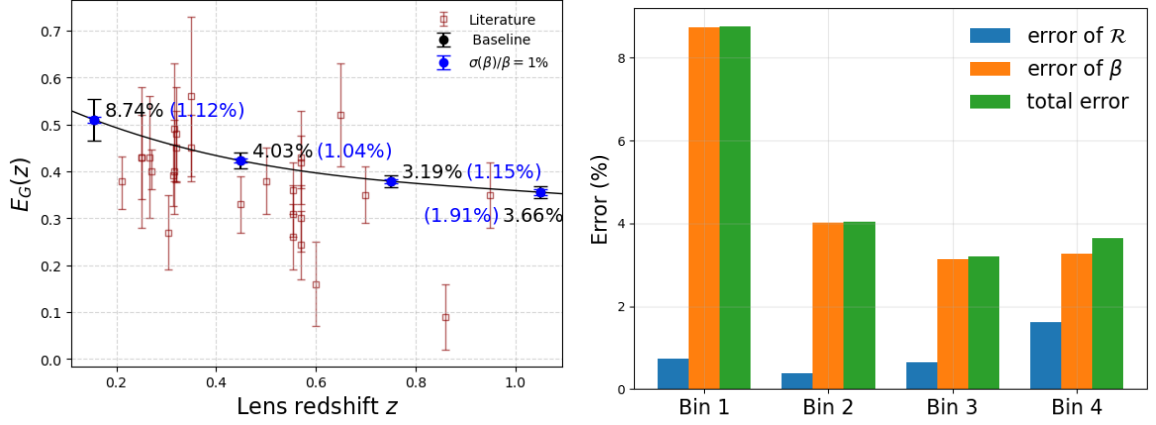 0.7
0.6
0.5
0.4
0.3
0.2
0.1
0.0
E_G(z)
Literature
Baseline
σ(β)/β = 1%
8.74% (1.12%)
4.03% (1.04%)
3.19% (1.15%)
(1.91%) 3.66%
0.2 0.4 0.6 0.8 1.0
Lens redshift z
8
6
4
2
0
Error (%)
error of ℛ
error of β
total error
Bin 1 Bin 2 Bin 3 Bin 4